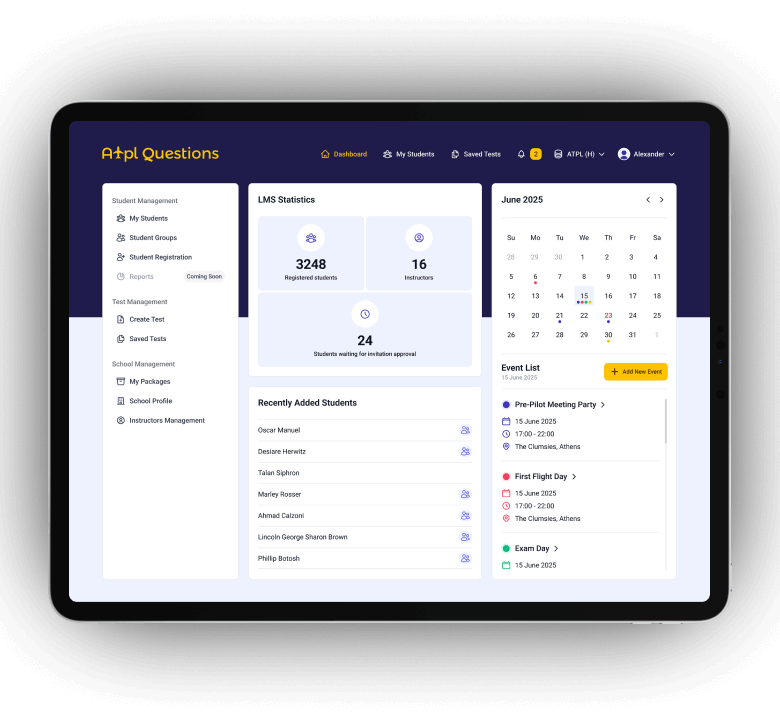 Atpl Questions
Dashboard
My Students
Saved Tests
2
ATPL (H)
Alexander
Student Management
My Students
Student Groups
Student Registration
Reports Coming Soon
Test Management
Create Test
Saved Tests
School Management
My Packages
School Profile
Instructors Management
LMS Statistics
3248
Registered students
16
Instructors
24
Students waiting for invitation approval
Recently Added Students
Oscar Manuel
Desiare Herwitz
Talan Siphron
Marley Rosser
Ahmad Calzoni
Lincoln George Sharon Brown
Phillip Botosh
June 2025
Su Mo Tu We Th Fr Sa
28 29 30 1 2 3 4
5 6 7 8 9 10 11
12 13 14 15 16 17 18
19 20 21 22 23 24 25
26 27 28 29 30 31 1
Event List
15 June 2025
+ Add New Event
Pre-Pilot Meeting Party
15 June 2025
17:00 - 22:00
The Clumsies, Athens
First Flight Day
15 June 2025
17:00 - 22:00
The Clumsies, Athens
Exam Day
15 June 2025